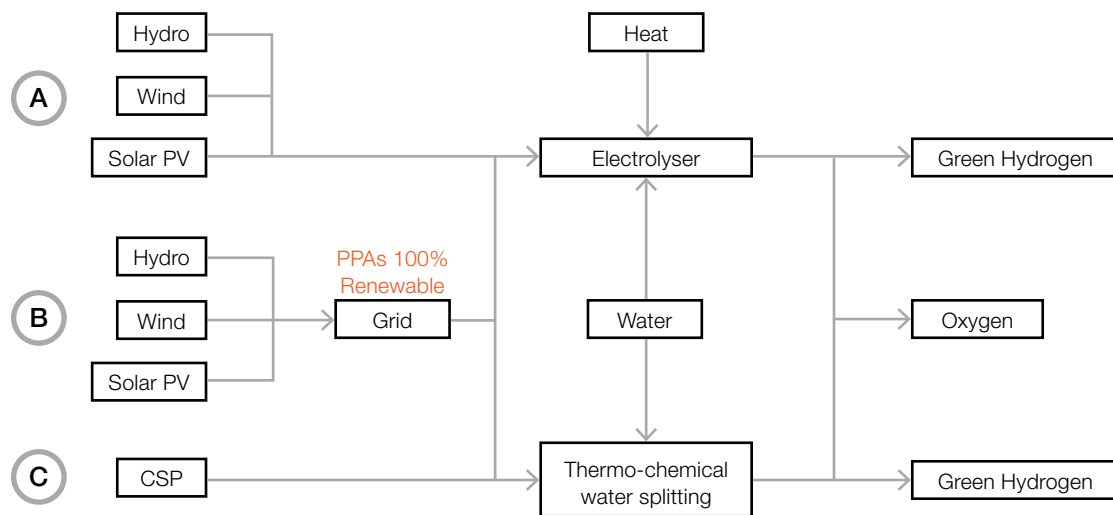 Hydro
Heat
A
Wind
Solar PV
Electrolyser
Green Hydrogen
Hydro
PPAs 100%
Renewable
B
Wind
Grid
Water
Oxygen
Solar PV
C
CSP
Thermo-chemical
water splitting
Green Hydrogen